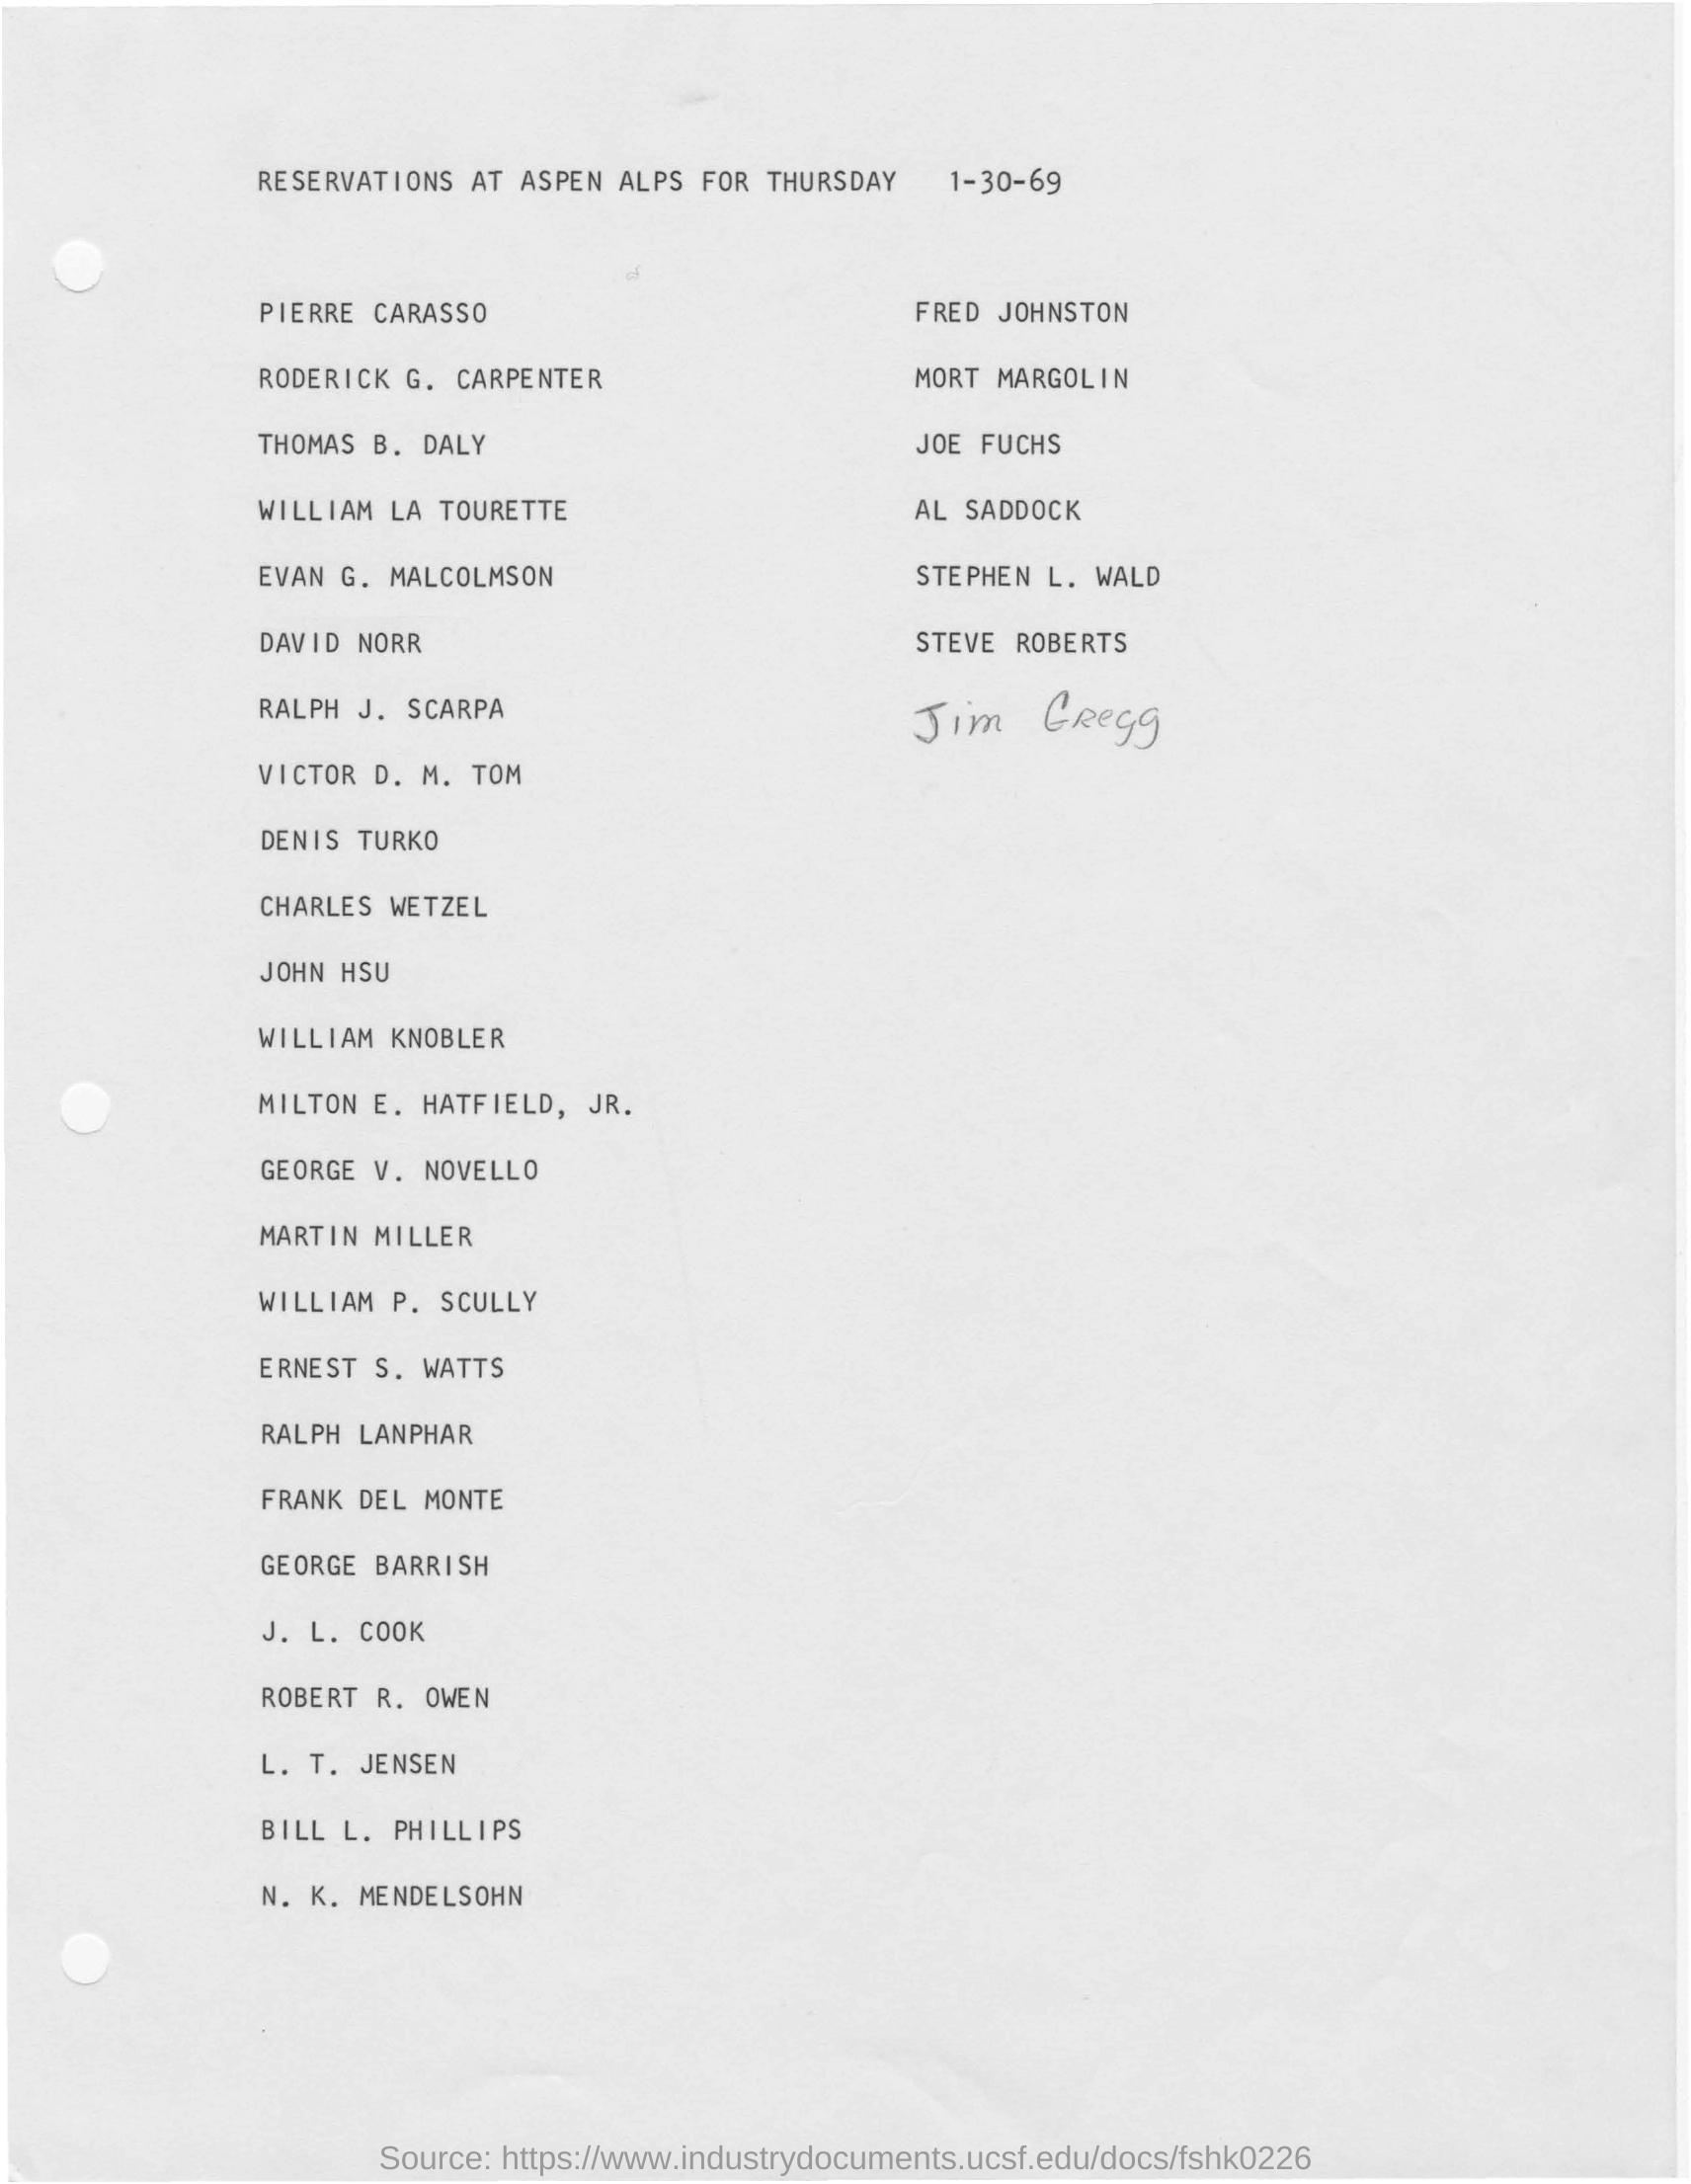 RESERVATIONS AT ASPEN ALPS FOR THURSDAY 1-30-69
PIERRE CARASSO
RODERICK G. CARPENTER
THOMAS B. DALY
WILLIAM LA TOURETTE
EVAN G. MALCOLMSON
DAVID NORR
RALPH J. SCARPA
VICTOR D. M. TOM
DENIS TURKO
CHARLES WETZEL
JOHN HSU
WILLIAM KNOBLER
MILTON E. HATFIELD, JR.
GEORGE V. NOVELLO
MARTIN MILLER
WILLIAM P. SCULLY
ERNEST S. WATTS
RALPH LANPHAR
FRANK DEL MONTE
GEORGE BARRISH
J. L. COOK
ROBERT R. OWEN
L. T. JENSEN
BILL L. PHILLIPS
N. K. MENDELSOHN
FRED JOHNSTON
MORT MARGOLIN
JOE FUCHS
AL SADDOCK
STEPHEN L. WALD
STEVE ROBERTS
Jim Gregg
Source: https://www.industrydocuments.ucsf.edu/docs/fshk0226